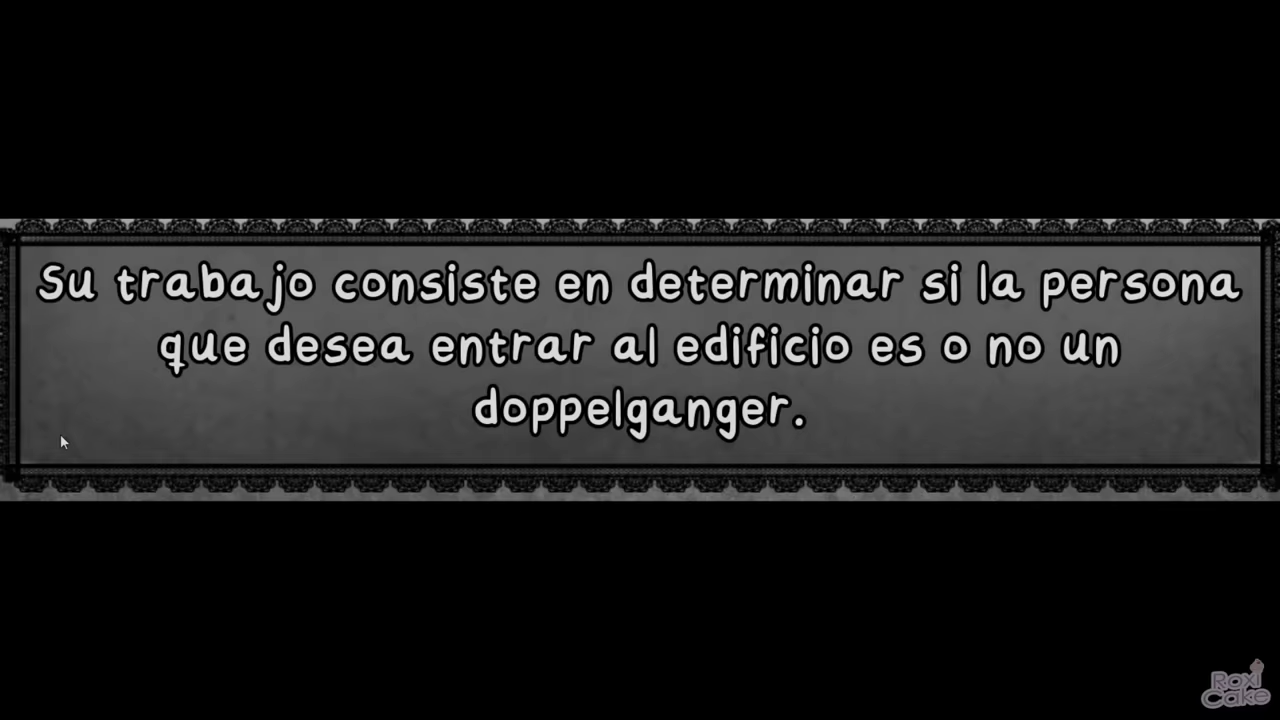 Su trabajo consiste en determinar si la persona
que desea entrar al edificio es o no un
doppelganger.
Roxi
Cake